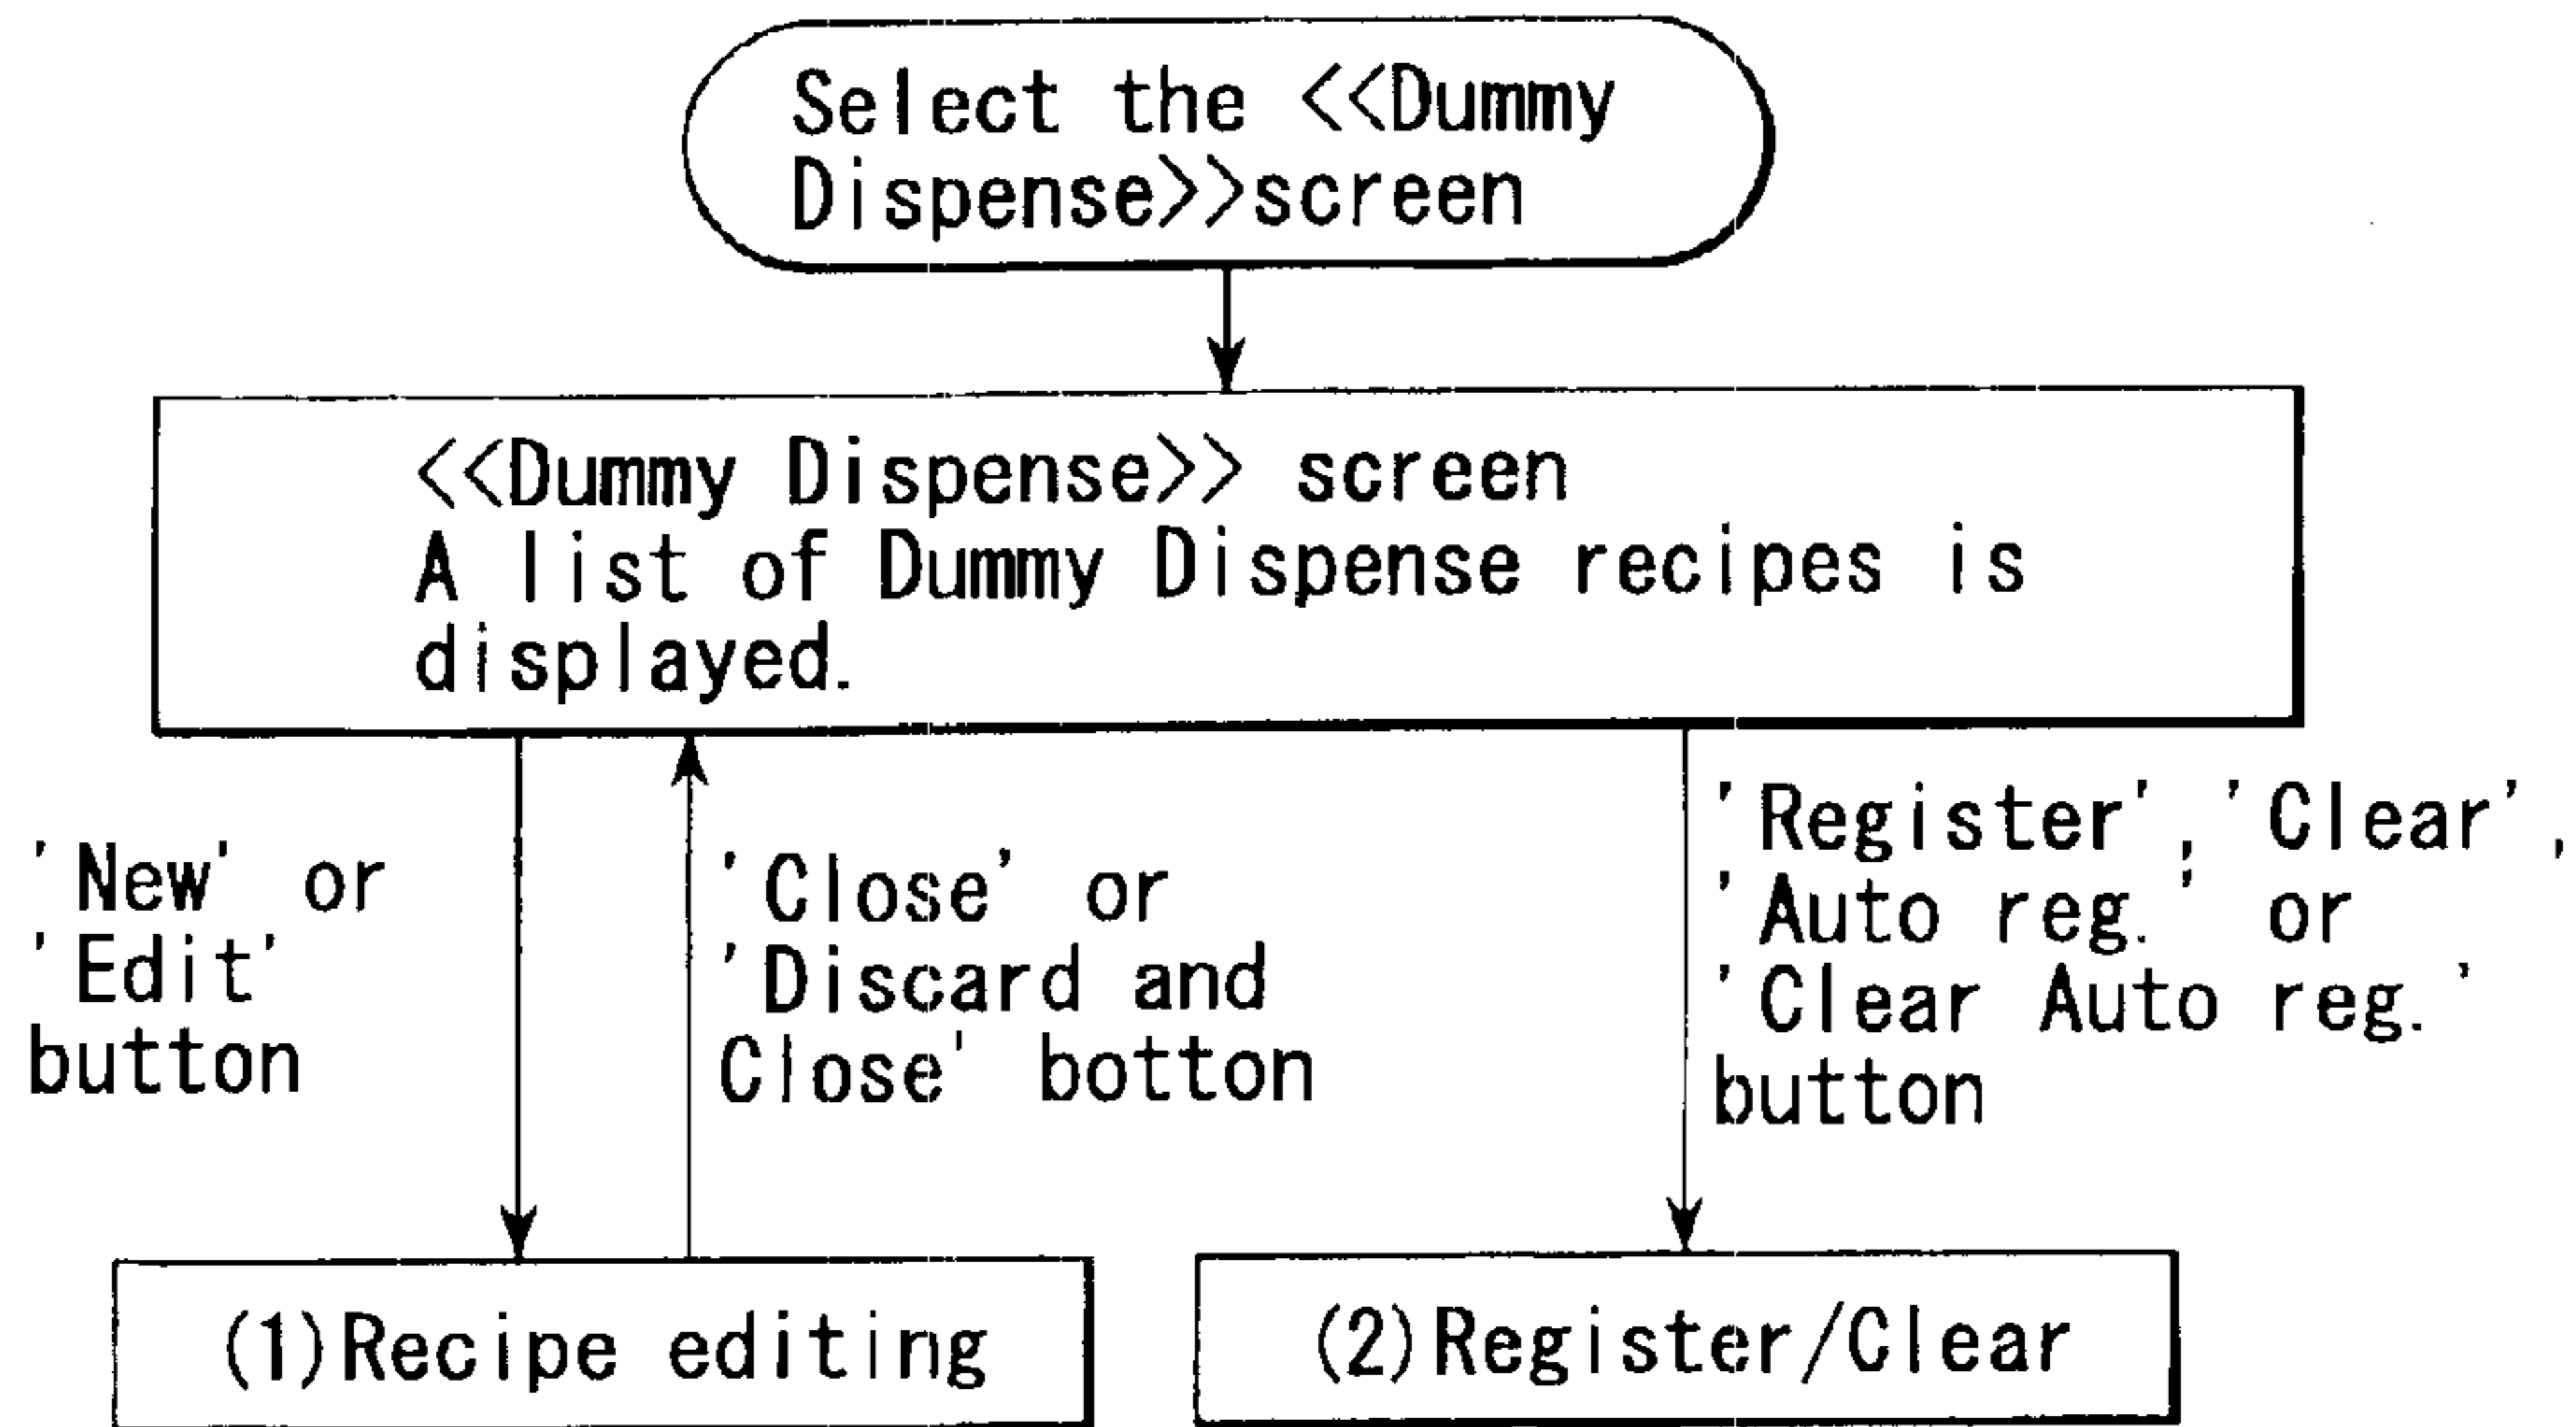 Select the <<Dummy
Dispense>>screen
<<Dummy Dispense>> screen
A list of Dummy Dispense recipes is
displayed.
'New' or
'Edit'
button
'Close' or
'Discard and
Close' botton
'Register','Clear',
'Auto reg.' or
'Clear Auto reg.'
button
(1)Recipe editing
(2)Register/Clear